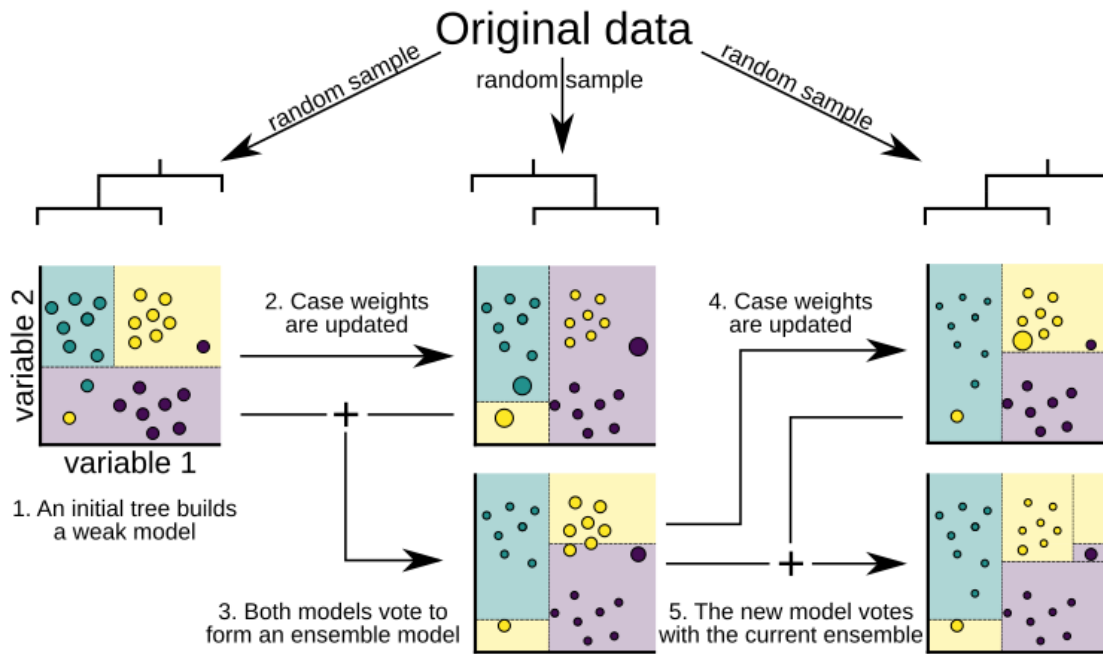 Original data
random sample
random sample
random sample
variable 2
variable 1
1. An initial tree builds
a weak model
2. Case weights
are updated
+
3. Both models vote to
form an ensemble model
4. Case weights
are updated
+
5. The new model votes
with the current ensemble